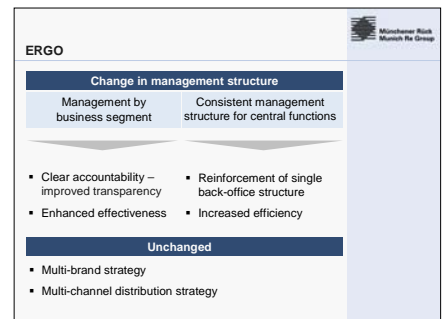 Münchener Rück
Munich Re Group
ERGO
Change in management structure
Management by
business segment
Consistent management
structure for central functions
▪ Clear accountability –
improved transparency
▪ Enhanced effectiveness
▪ Reinforcement of single
back-office structure
▪ Increased efficiency
Unchanged
▪ Multi-brand strategy
▪ Multi-channel distribution strategy